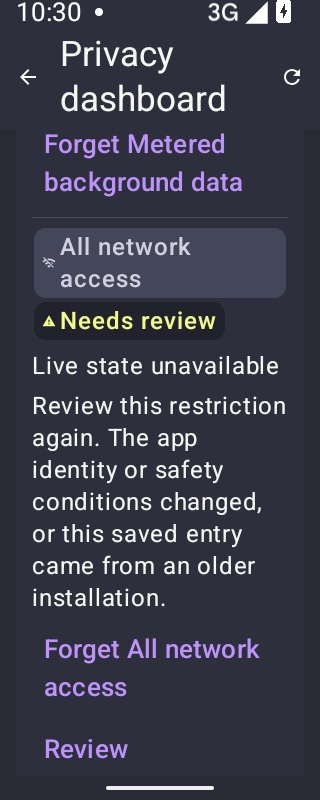 10:30
3G
Privacy
dashboard
Forget Metered
background data
All network
access
Needs review
Live state unavailable
Review this restriction
again. The app
identity or safety
conditions changed,
or this saved entry
came from an older
installation.
Forget All network
access
Review